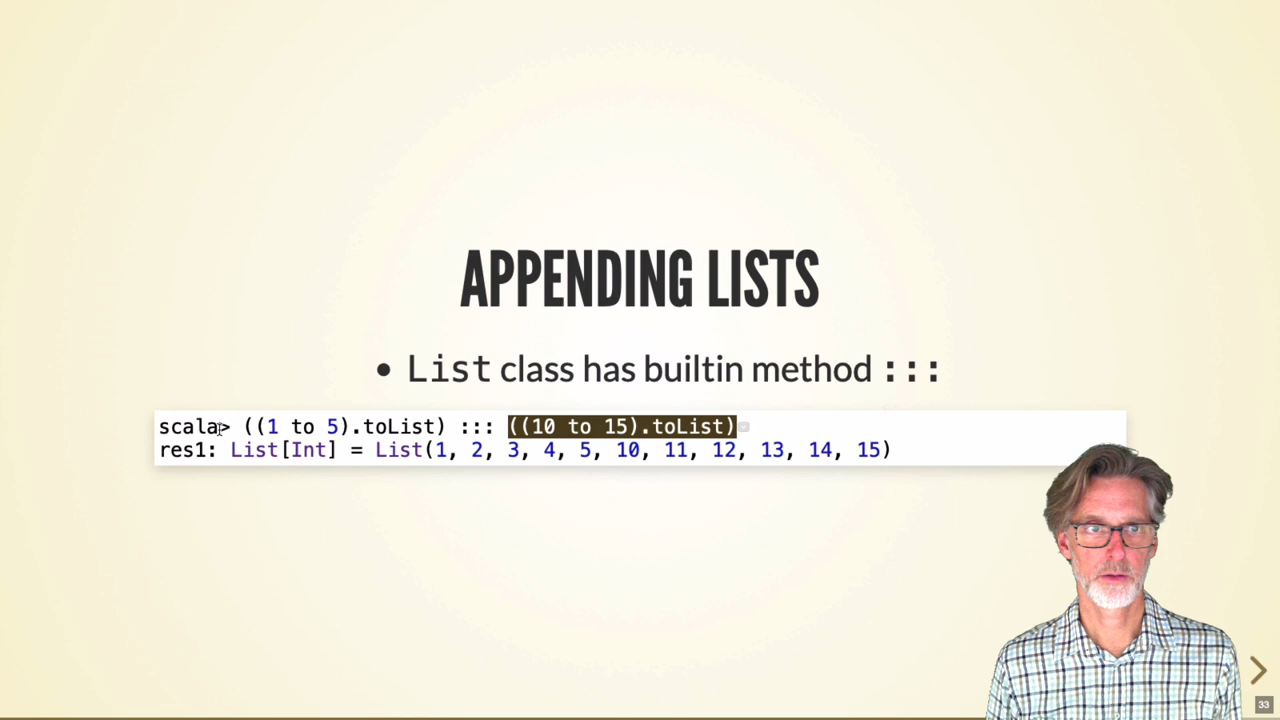 APPENDING LISTS
• List class has builtin method :::
scala> ((1 to 5).toList) ::: ((10 to 15).toList)
res1: List[Int] = List(1, 2, 3, 4, 5, 10, 11, 12, 13, 14, 15)
33